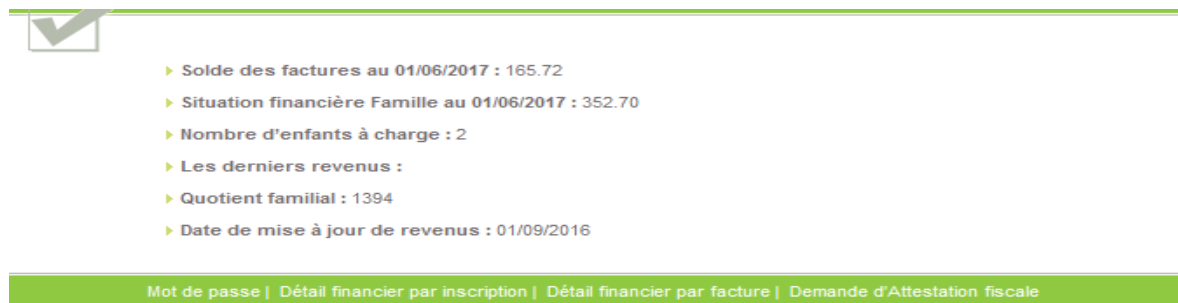 Solde des factures au 01/06/2017 : 165.72
Situation financière Famille au 01/06/2017 : 352.70
Nombre d'enfants à charge : 2
Les derniers revenus :
Quotient familial : 1394
Date de mise à jour de revenus : 01/09/2016
Mot de passe | Détail financier par inscription | Détail financier par facture | Demande d'Attestation fiscale